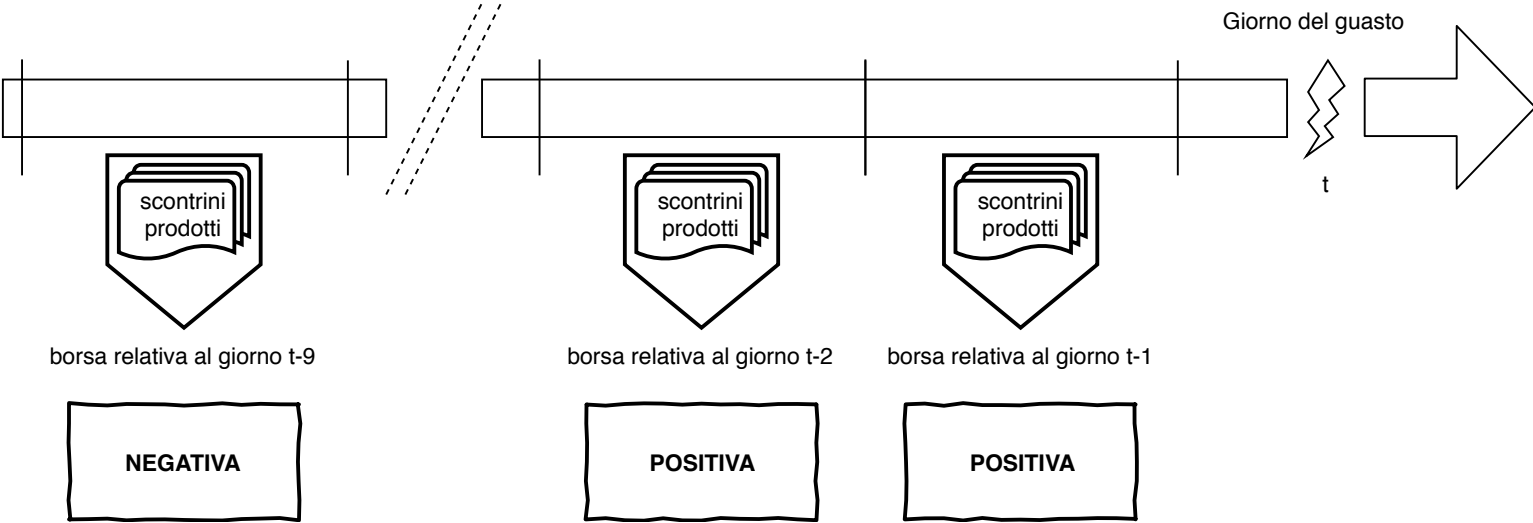 Giorno del guasto
t
scontrini
prodotti
scontrini
prodotti
scontrini
prodotti
borsa relativa al giorno t-9
borsa relativa al giorno t-2
borsa relativa al giorno t-1
NEGATIVA
POSITIVA
POSITIVA